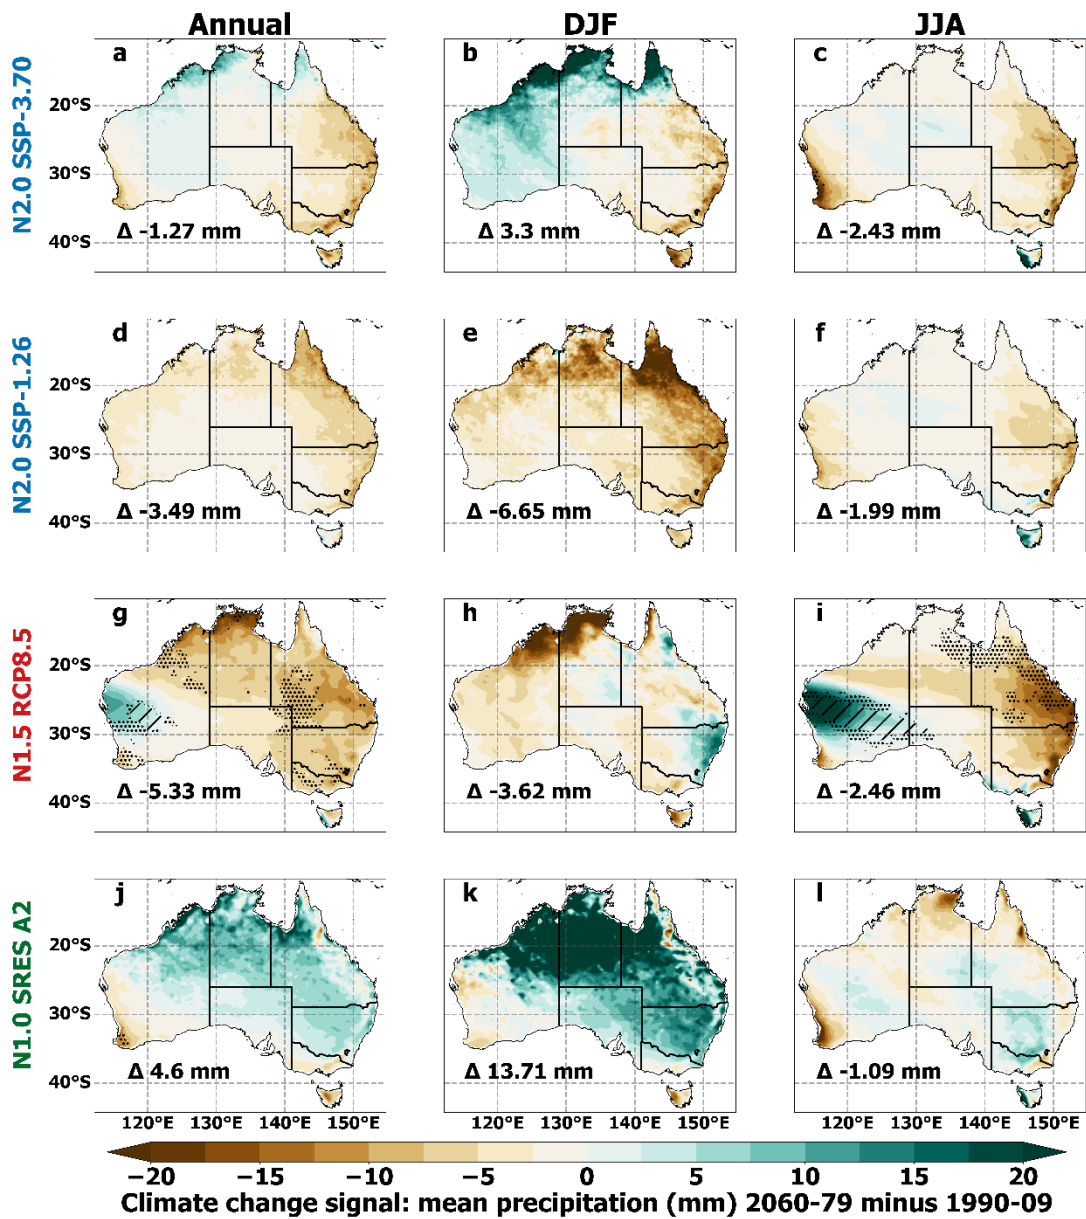 Annual DJF JJA
N2.0 SSP-3.70
a b c
20°S
30°S
40°S
Δ -1.27 mm Δ 3.3 mm Δ -2.43 mm
N2.0 SSP-1.26
d e f
20°S
30°S
40°S
Δ -3.49 mm Δ -6.65 mm Δ -1.99 mm
N1.5 RCP8.5
g h i
20°S
30°S
40°S
Δ -5.33 mm Δ -3.62 mm Δ -2.46 mm
N1.0 SRES A2
j k l
20°S
30°S
40°S
Δ 4.6 mm Δ 13.71 mm Δ -1.09 mm
120°E 130°E 140°E 150°E 120°E 130°E 140°E 150°E 120°E 130°E 140°E 150°E
−20 −15 −10 −5 0 5 10 15 20
Climate change signal: mean precipitation (mm) 2060-79 minus 1990-09